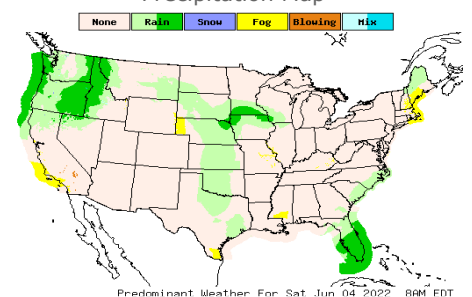 Precipitation Map
None Rain Snow Fog Blowing Mix
Predominant Weather For Sat Jun 04 2022 8AM EDT